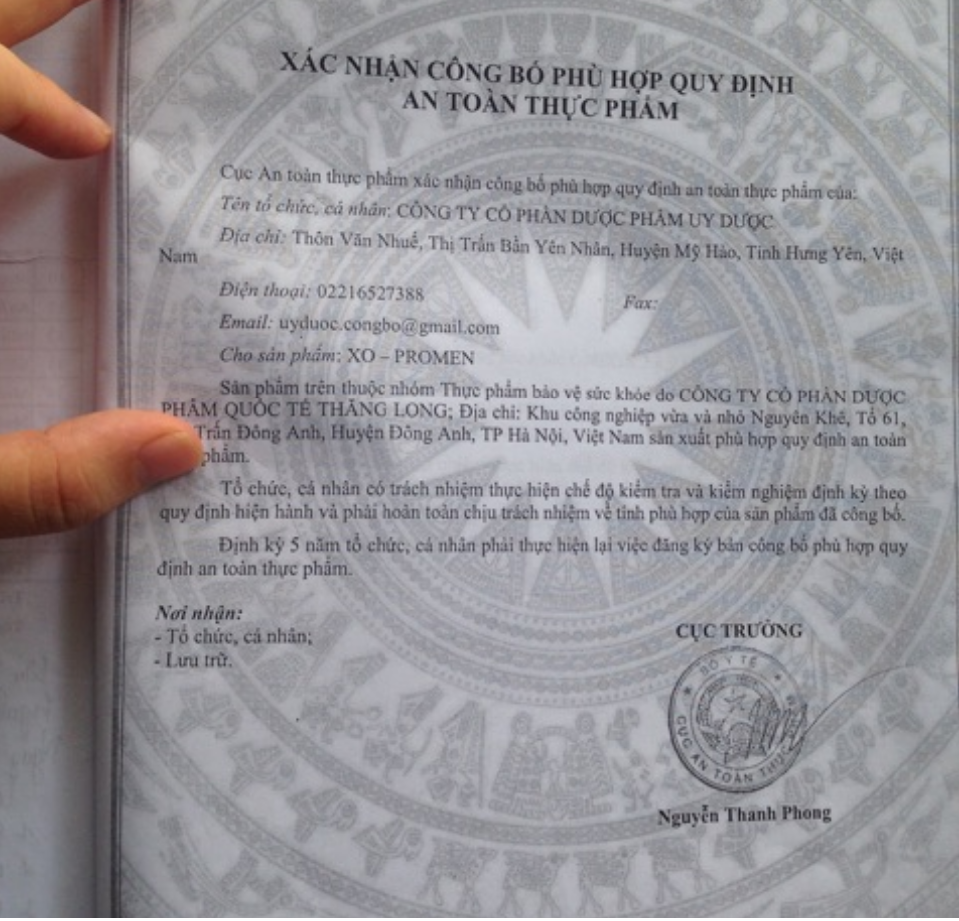 XÁC NHẬN CÔNG BỐ PHÙ HỢP QUY ĐỊNH
AN TOÀN THỰC PHẨM
Cục An toàn thực phẩm xác nhận công bố phù hợp quy định an toàn thực phẩm của:
Tên tổ chức, cá nhân: CÔNG TY CỔ PHẦN DƯỢC PHẨM UY DƯỢC
Địa chỉ: Thôn Văn Nhuế, Thị Trấn Bần Yên Nhân, Huyện Mỹ Hào, Tỉnh Hưng Yên, Việt
Nam
Điện thoại: 02216527388 Fax:
Email: uyduoc.congbo@gmail.com
Cho sản phẩm: XO – PROMEN
Sản phẩm trên thuộc nhóm Thực phẩm bảo vệ sức khỏe do CÔNG TY CỔ PHẦN DƯỢC
PHẨM QUỐC TẾ THĂNG LONG; Địa chỉ: Khu công nghiệp vừa và nhỏ Nguyên Khê, Tổ 61,
Trấn Đông Anh, Huyện Đông Anh, TP Hà Nội, Việt Nam sản xuất phù hợp quy định an toàn
phẩm.
Tổ chức, cá nhân có trách nhiệm thực hiện chế độ kiểm tra và kiểm nghiệm định kỳ theo
quy định hiện hành và phải hoàn toàn chịu trách nhiệm về tính phù hợp của sản phẩm đã công bố.
Định kỳ 5 năm tổ chức, cá nhân phải thực hiện lại việc đăng ký bản công bố phù hợp quy
định an toàn thực phẩm.
Nơi nhận:
- Tổ chức, cá nhân;
- Lưu trữ.
CỤC TRƯỞNG
BỘ Y TẾ
CỤC AN TOÀN
Nguyễn Thanh Phong